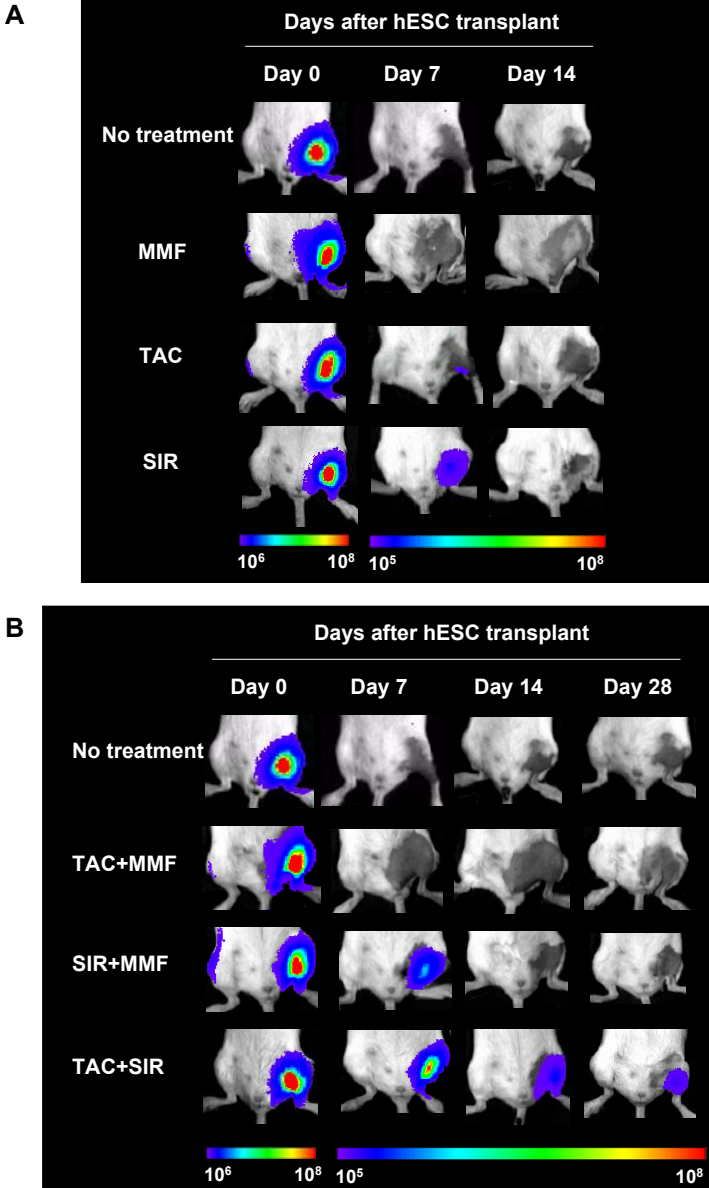 A
Days after hESC transplant
Day 0 Day 7 Day 14
No treatment
MMF
TAC
SIR
10⁶ 10⁸ 10⁵ 10⁸
B
Days after hESC transplant
Day 0 Day 7 Day 14 Day 28
No treatment
TAC+MMF
SIR+MMF
TAC+SIR
10⁶ 10⁸ 10⁵ 10⁸